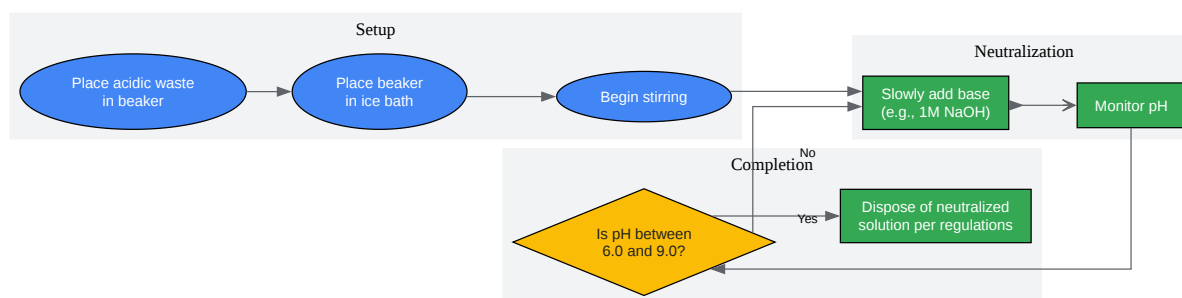 Setup
Place acidic waste
in beaker
Place beaker
in ice bath
Begin stirring
Neutralization
Slowly add base
(e.g., 1M NaOH)
Monitor pH
No
Completion
Is pH between
6.0 and 9.0?
Yes
Dispose of neutralized
solution per regulations